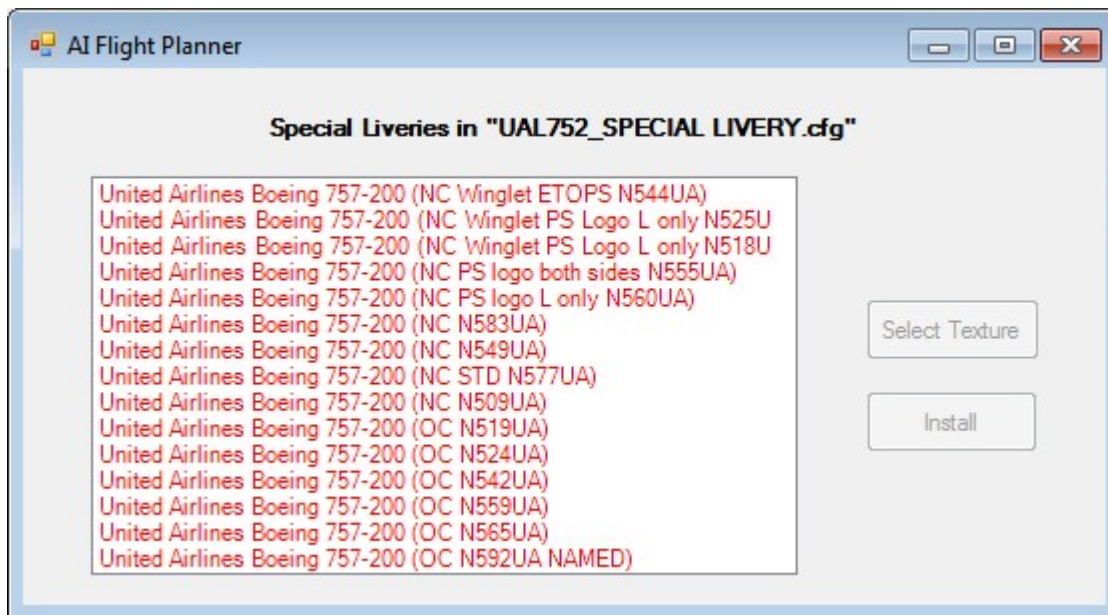 AI Flight Planner
Special Liveries in "UAL752_SPECIAL LIVERY.cfg"
United Airlines Boeing 757-200 (NC Winglet ETOPS N544UA)
United Airlines Boeing 757-200 (NC Winglet PS Logo L only N525U
United Airlines Boeing 757-200 (NC Winglet PS Logo L only N518U
United Airlines Boeing 757-200 (NC PS logo both sides N555UA)
United Airlines Boeing 757-200 (NC PS logo L only N560UA)
United Airlines Boeing 757-200 (NC N583UA)
United Airlines Boeing 757-200 (NC N549UA)
United Airlines Boeing 757-200 (NC STD N577UA)
United Airlines Boeing 757-200 (NC N509UA)
United Airlines Boeing 757-200 (OC N519UA)
United Airlines Boeing 757-200 (OC N524UA)
United Airlines Boeing 757-200 (OC N542UA)
United Airlines Boeing 757-200 (OC N559UA)
United Airlines Boeing 757-200 (OC N565UA)
United Airlines Boeing 757-200 (OC N592UA NAMED)
Select Texture
Install